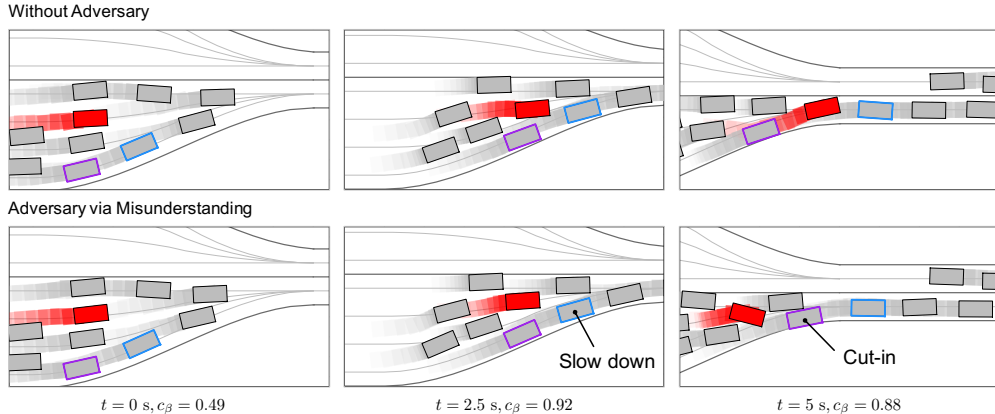 Without Adversary
Adversary via Misunderstanding
Slow down
Cut-in
t = 0 s, c_β = 0.49
t = 2.5 s, c_β = 0.92
t = 5 s, c_β = 0.88